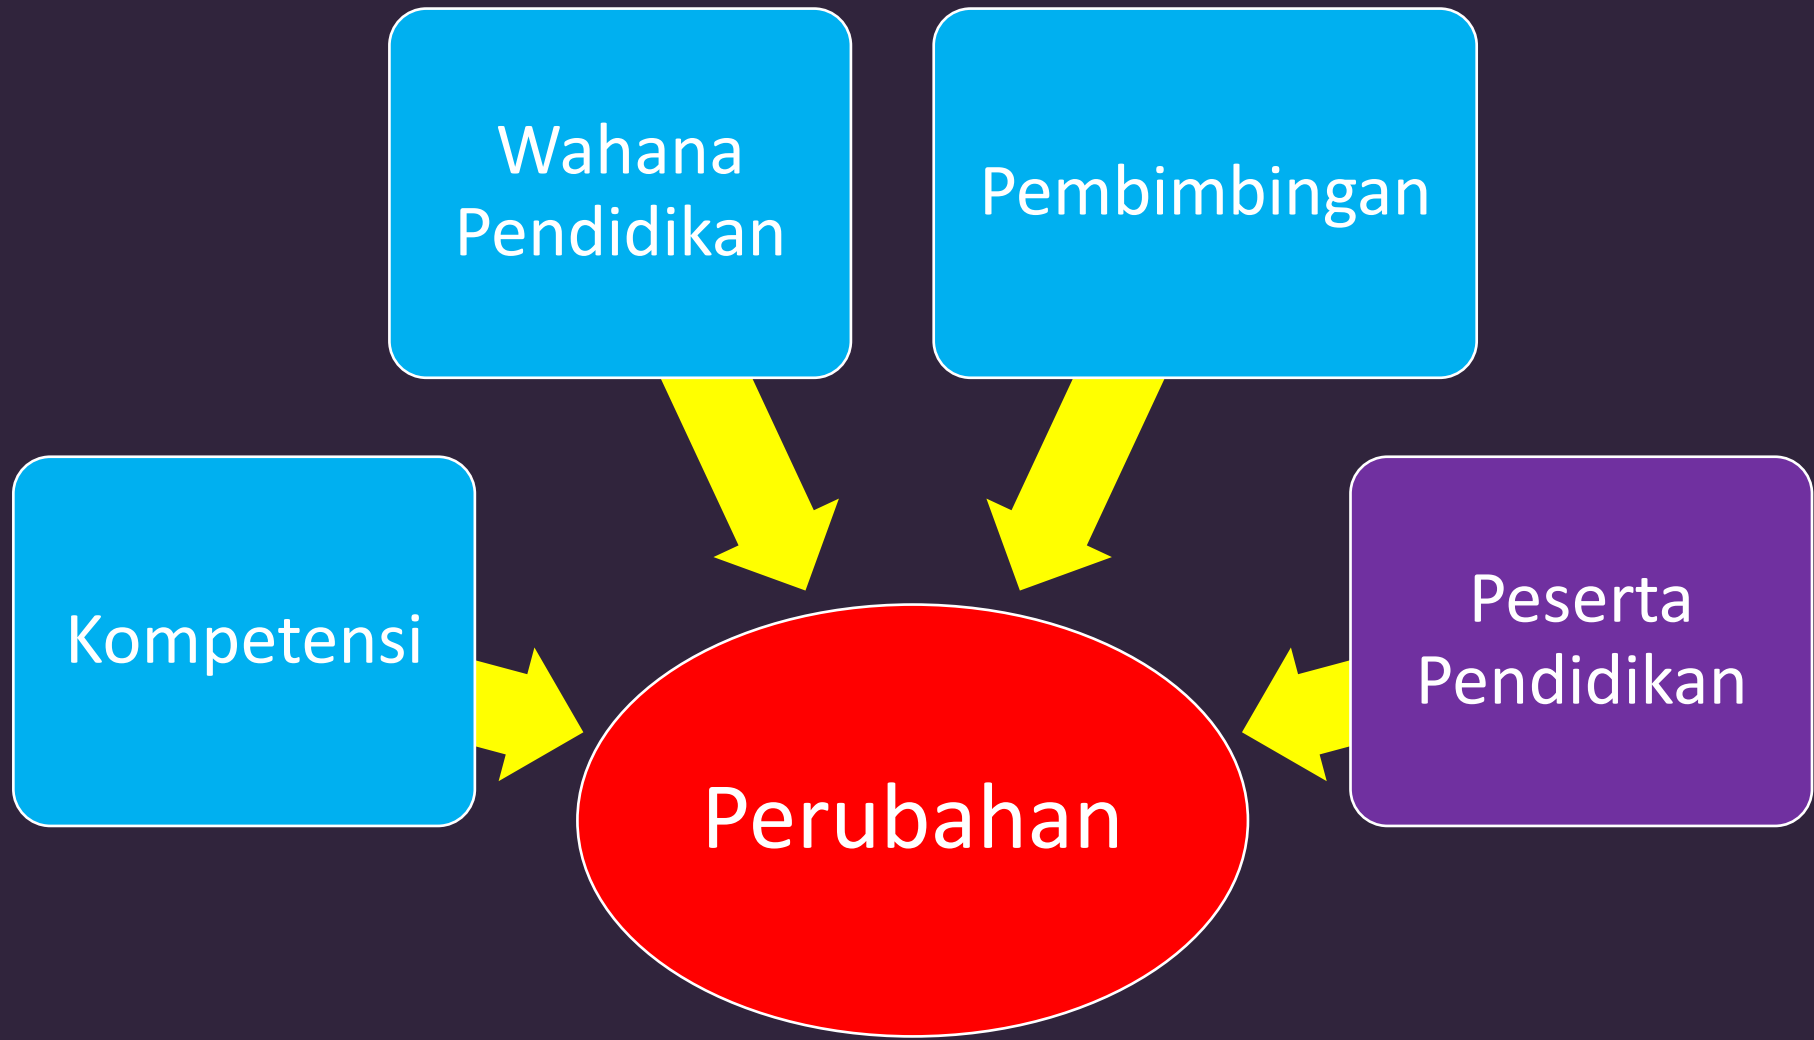 Wahana
Pendidikan
Pembimbingan
Kompetensi
Peserta
Pendidikan
Perubahan